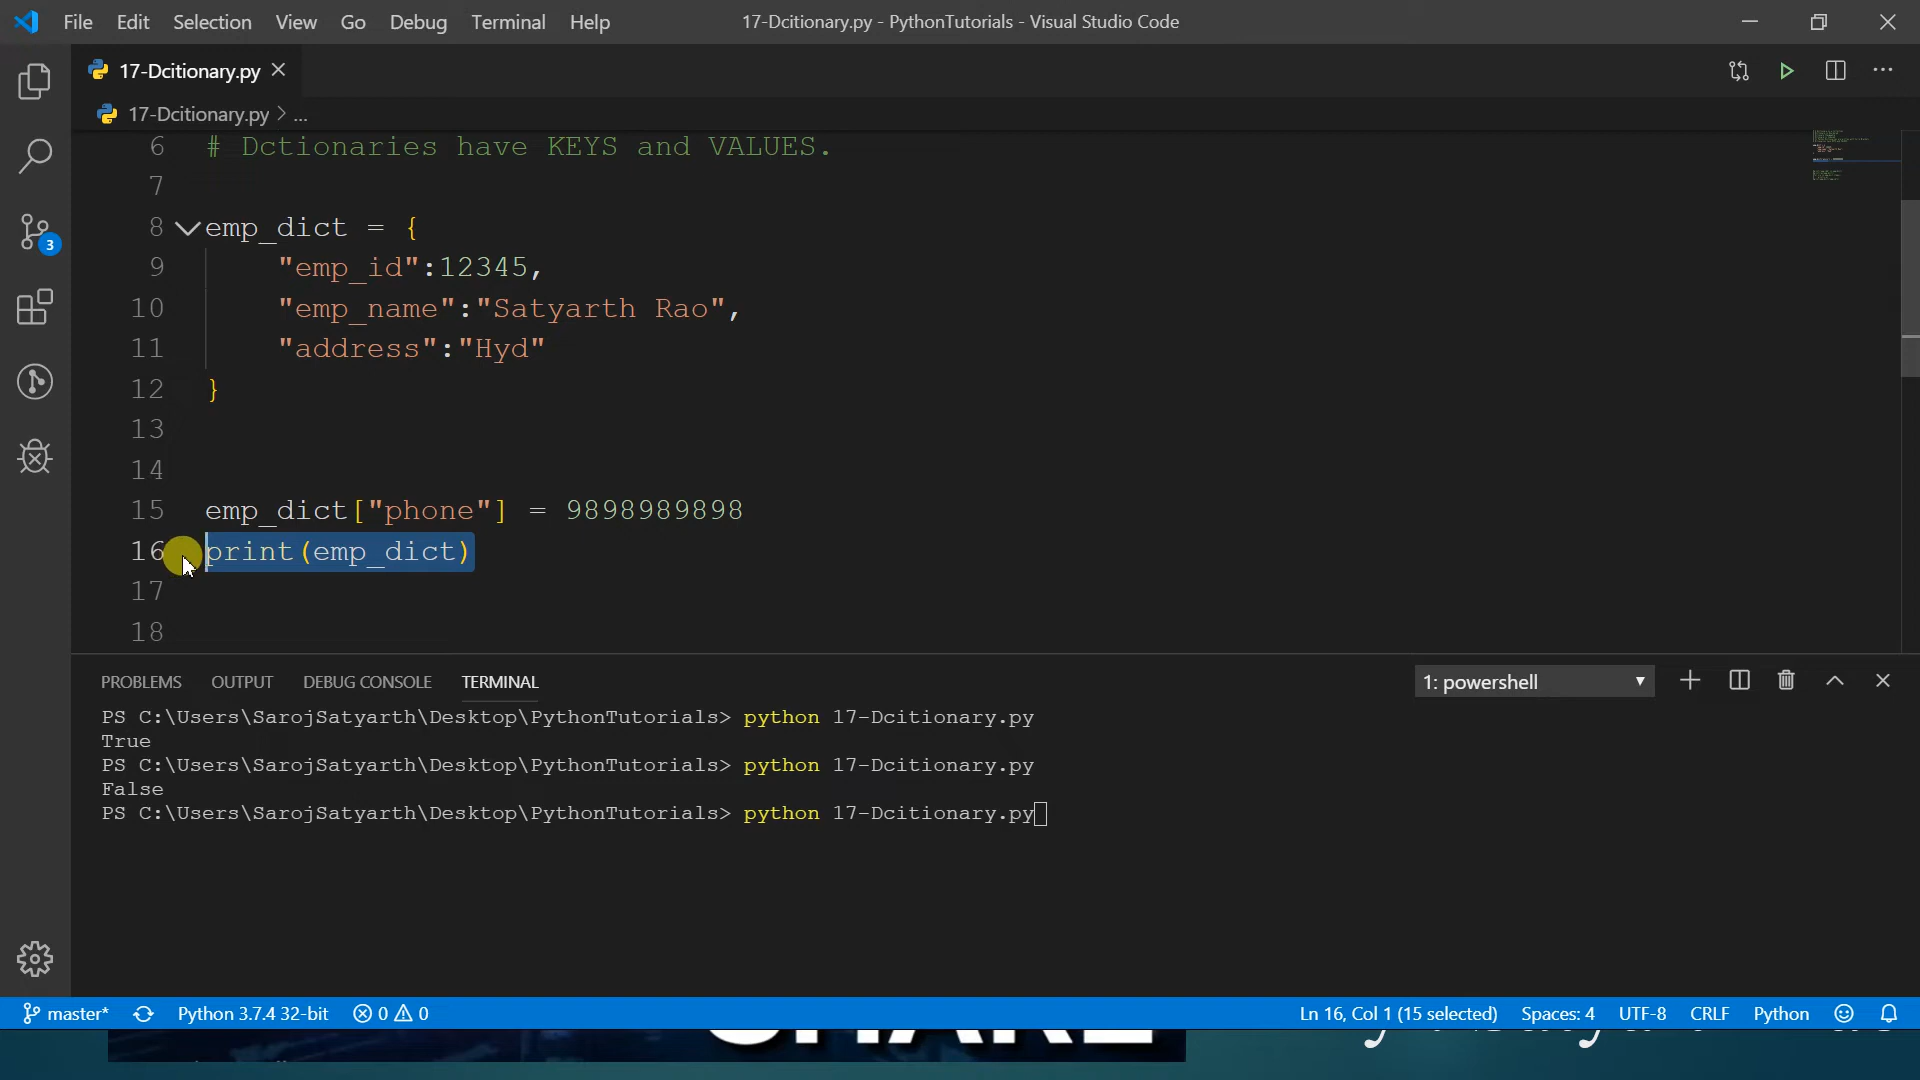 File Edit Selection View Go Debug Terminal Help 17-Dcitionary.py - PythonTutorials - Visual Studio Code
17-Dcitionary.py
17-Dcitionary.py > ...
6 # Dctionaries have KEYS and VALUES.
7
8 emp_dict = {
9 "emp_id":12345,
10 "emp_name":"Satyarth Rao",
11 "address":"Hyd"
12 }
13
14
15 emp_dict["phone"] = 9898989898
16 print(emp_dict)
17
18
3
PROBLEMS OUTPUT DEBUG CONSOLE TERMINAL 1: powershell
PS C:\Users\SarojSatyarth\Desktop\PythonTutorials> python 17-Dcitionary.py
True
PS C:\Users\SarojSatyarth\Desktop\PythonTutorials> python 17-Dcitionary.py
False
PS C:\Users\SarojSatyarth\Desktop\PythonTutorials> python 17-Dcitionary.py
master* Python 3.7.4 32-bit 0 0 Ln 16, Col 1 (15 selected) Spaces: 4 UTF-8 CRLF Python